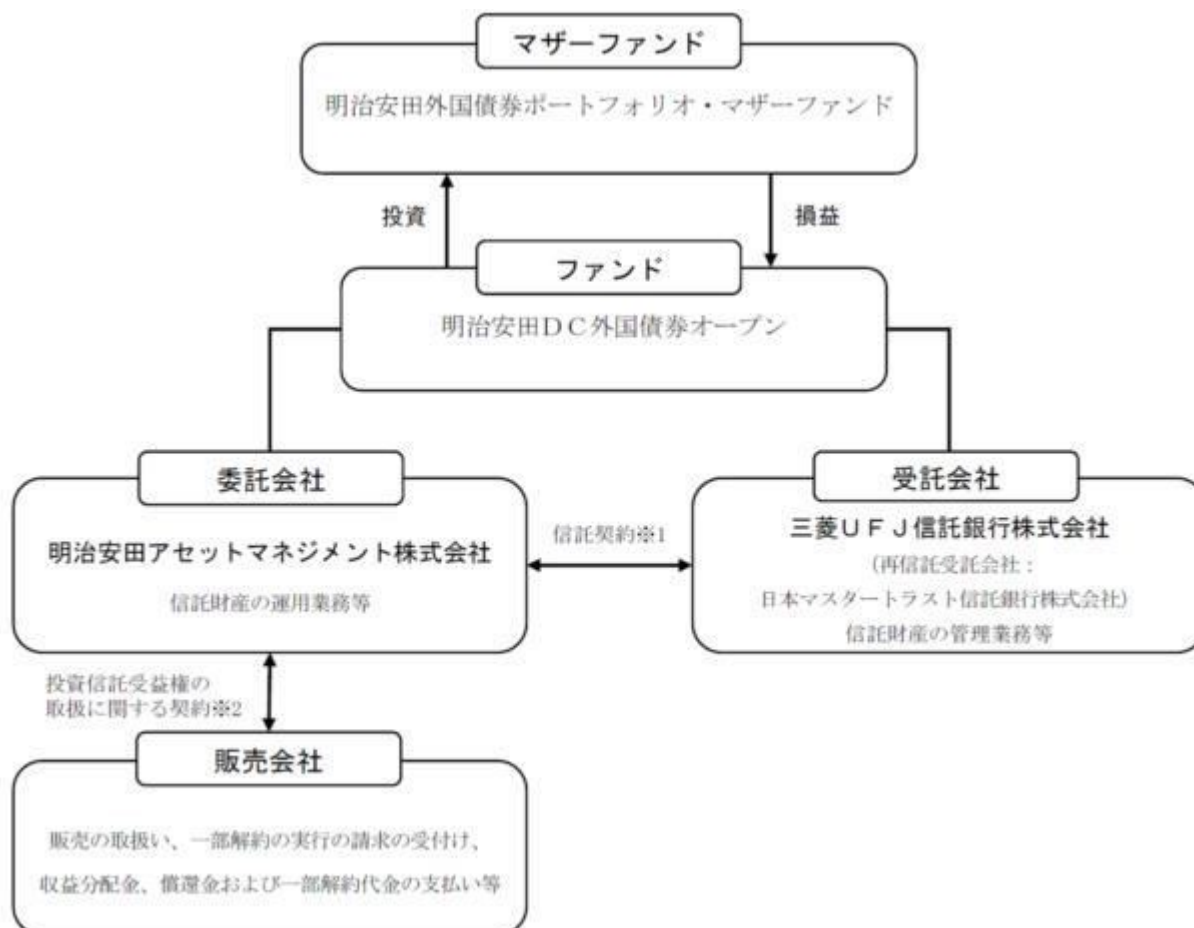 マザーファンド
明治安田外国債券ポートフォリオ・マザーファンド
投資
損益
ファンド
明治安田DC外国債券オープン
委託会社
明治安田アセットマネジメント株式会社
信託財産の運用業務等
信託契約※1
受託会社
三菱UFJ信託銀行株式会社
(再信託受託会社:
日本マスタートラスト信託銀行株式会社)
信託財産の管理業務等
投資信託受益権の
取扱に関する契約※2
販売会社
販売の取扱い、一部解約の実行の請求の受付け、
収益分配金、償還金および一部解約代金の支払い等